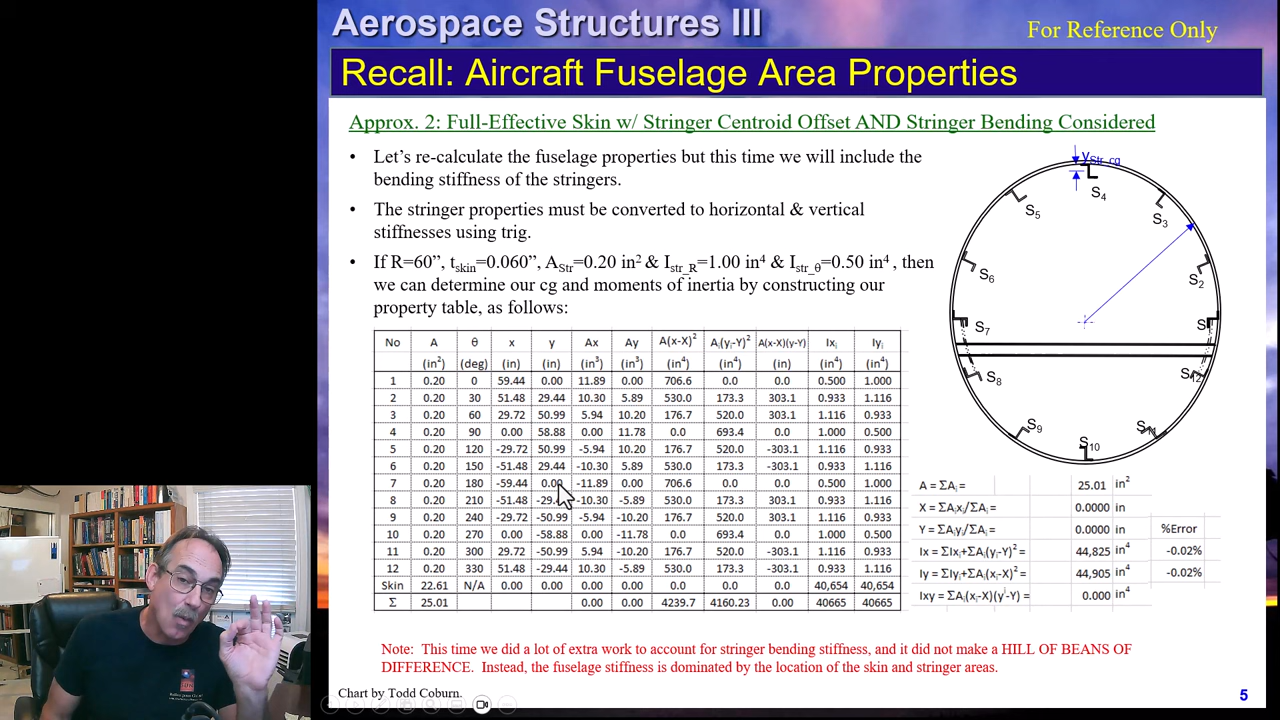 Aerospace Structures III
For Reference Only
Recall: Aircraft Fuselage Area Properties
Approx. 2: Full-Effective Skin w/ Stringer Centroid Offset AND Stringer Bending Considered
• Let's re-calculate the fuselage properties but this time we will include the
bending stiffness of the stringers.
• The stringer properties must be converted to horizontal & vertical
stiffnesses using trig.
• If R=60”, tskin=0.060”, AStr=0.20 in2 & Istr_R=1.00 in4 & Istr_θ=0.50 in4 , then
we can determine our cg and moments of inertia by constructing our
property table, as follows:
No A θ x y Ax Ay A(x-X)2 Ai(yi-Y)2 A(x-X)(y-Y) Ixi Iyi
(in2) (deg) (in) (in) (in3) (in3) (in4) (in4) (in) (in4) (in4)
1 0.20 0 59.44 0.00 11.89 0.00 706.6 0.0 0.0 0.500 1.000
2 0.20 30 51.48 29.44 10.30 5.89 530.0 173.3 303.1 0.933 1.116
3 0.20 60 29.72 50.99 5.94 10.20 176.7 520.0 303.1 1.116 0.933
4 0.20 90 0.00 58.88 0.00 11.78 0.0 693.4 0.0 1.000 0.500
5 0.20 120 -29.72 50.99 -5.94 10.20 176.7 520.0 -303.1 1.116 0.933
6 0.20 150 -51.48 29.44 -10.30 5.89 530.0 173.3 -303.1 0.933 1.116
7 0.20 180 -59.44 -11.89 0.00 706.6 0.0 0.0 0.500 1.000
8 0.20 210 -51.48 -10.30 -5.89 530.0 173.3 303.1 0.933 1.116
9 0.20 240 -29.72 -50.99 -5.94 -10.20 176.7 520.0 303.1 1.116 0.933
10 0.20 270 0.00 -58.88 0.00 -11.78 0.0 693.4 0.0 1.000 0.500
11 0.20 300 29.72 -50.99 5.94 -10.20 176.7 520.0 -303.1 1.116 0.933
12 0.20 330 51.48 -29.44 10.30 -5.89 530.0 173.3 -303.1 0.933 1.116
Skin 22.61 N/A 0.00 0.00 0.00 0.00 0.0 0.0 0.0 40,654 40,654
Σ 25.01 0.00 0.00 4239.7 4160.23 0.00 40665 40665
yStr_cg
S4
S5
S3
S6
S2
S7
S
S8
S9
S10
A = ΣAi= 25.01 in2
X = ΣAixi/ΣAi= 0.0000 in
Y = ΣAiyi/ΣAi= 0.0000 in %Error
Ix = ΣIxi+ΣAi(yi-Y)2= 44,825 in4 -0.02%
Iy = ΣIyi+ΣAi(xi-X)2= 44,905 in4 -0.02%
Ixy = ΣAi(xi-X)(yi-Y) = 0.000 in4
Note: This time we did a lot of extra work to account for stringer bending stiffness, and it did not make a HILL OF BEANS OF
DIFFERENCE. Instead, the fuselage stiffness is dominated by the location of the skin and stringer areas.
Chart by Todd Coburn.
5